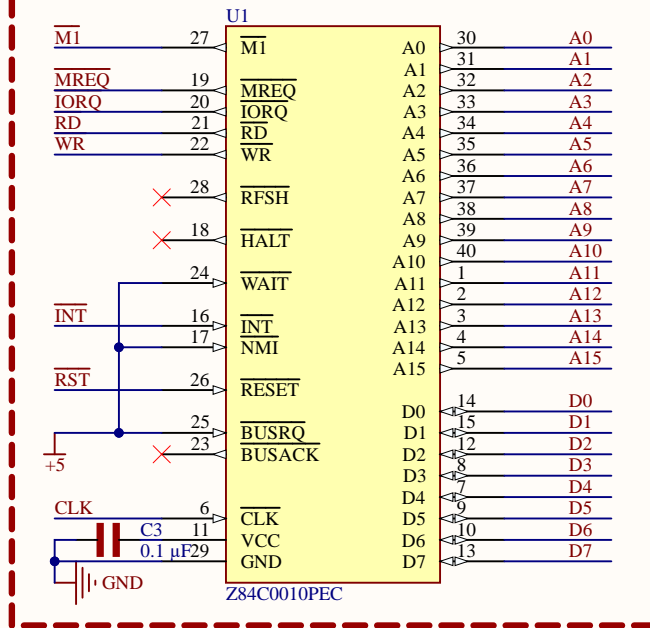 U1
M1 27 M1 A0 30 A0
A1 31 A1
MREQ 19 MREQ A2 32 A2
IORQ 20 IORQ A3 33 A3
RD 21 RD A4 34 A4
WR 22 WR A5 35 A5
A6 36 A6
28 RFSH A7 37 A7
A8 38 A8
18 HALT A9 39 A9
A10 40 A10
24 WAIT A11 1 A11
A12 2 A12
INT 16 INT A13 3 A13
17 NMI A14 4 A14
A15 5 A15
RST 26 RESET
D0 14 D0
25 BUSRQ D1 15 D1
+5 23 BUSACK D2 12 D2
D3 8 D3
D4 7 D4
CLK 6 CLK D5 9 D5
C3 11 VCC D6 10 D6
0.1 µF 29 GND D7 13 D7
GND
Z84C0010PEC